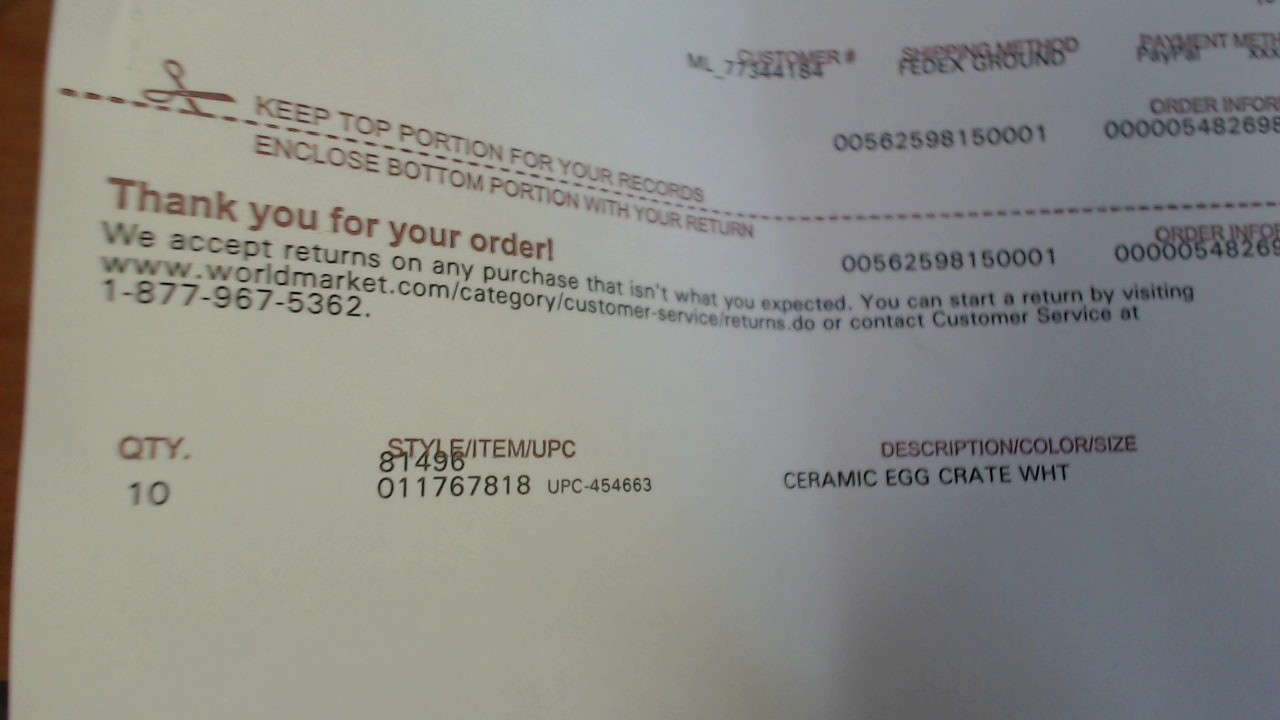 CUSTOMER # SHIPPING METHOD PAYMENT METH
ML_77344184 FEDEX GROUND PayPal xxx
ORDER INFOR
00562598150001 000005482698
KEEP TOP PORTION FOR YOUR RECORDS
ENCLOSE BOTTOM PORTION WITH YOUR RETURN
ORDER INFO
00562598150001 00000548269
Thank you for your order!
We accept returns on any purchase that isn't what you expected. You can start a return by visiting
www.worldmarket.com/category/customer-service/returns.do or contact Customer Service at
1-877-967-5362.
QTY. STYLE/ITEM/UPC DESCRIPTION/COLOR/SIZE
81496
10 011767818 UPC-454663 CERAMIC EGG CRATE WHT